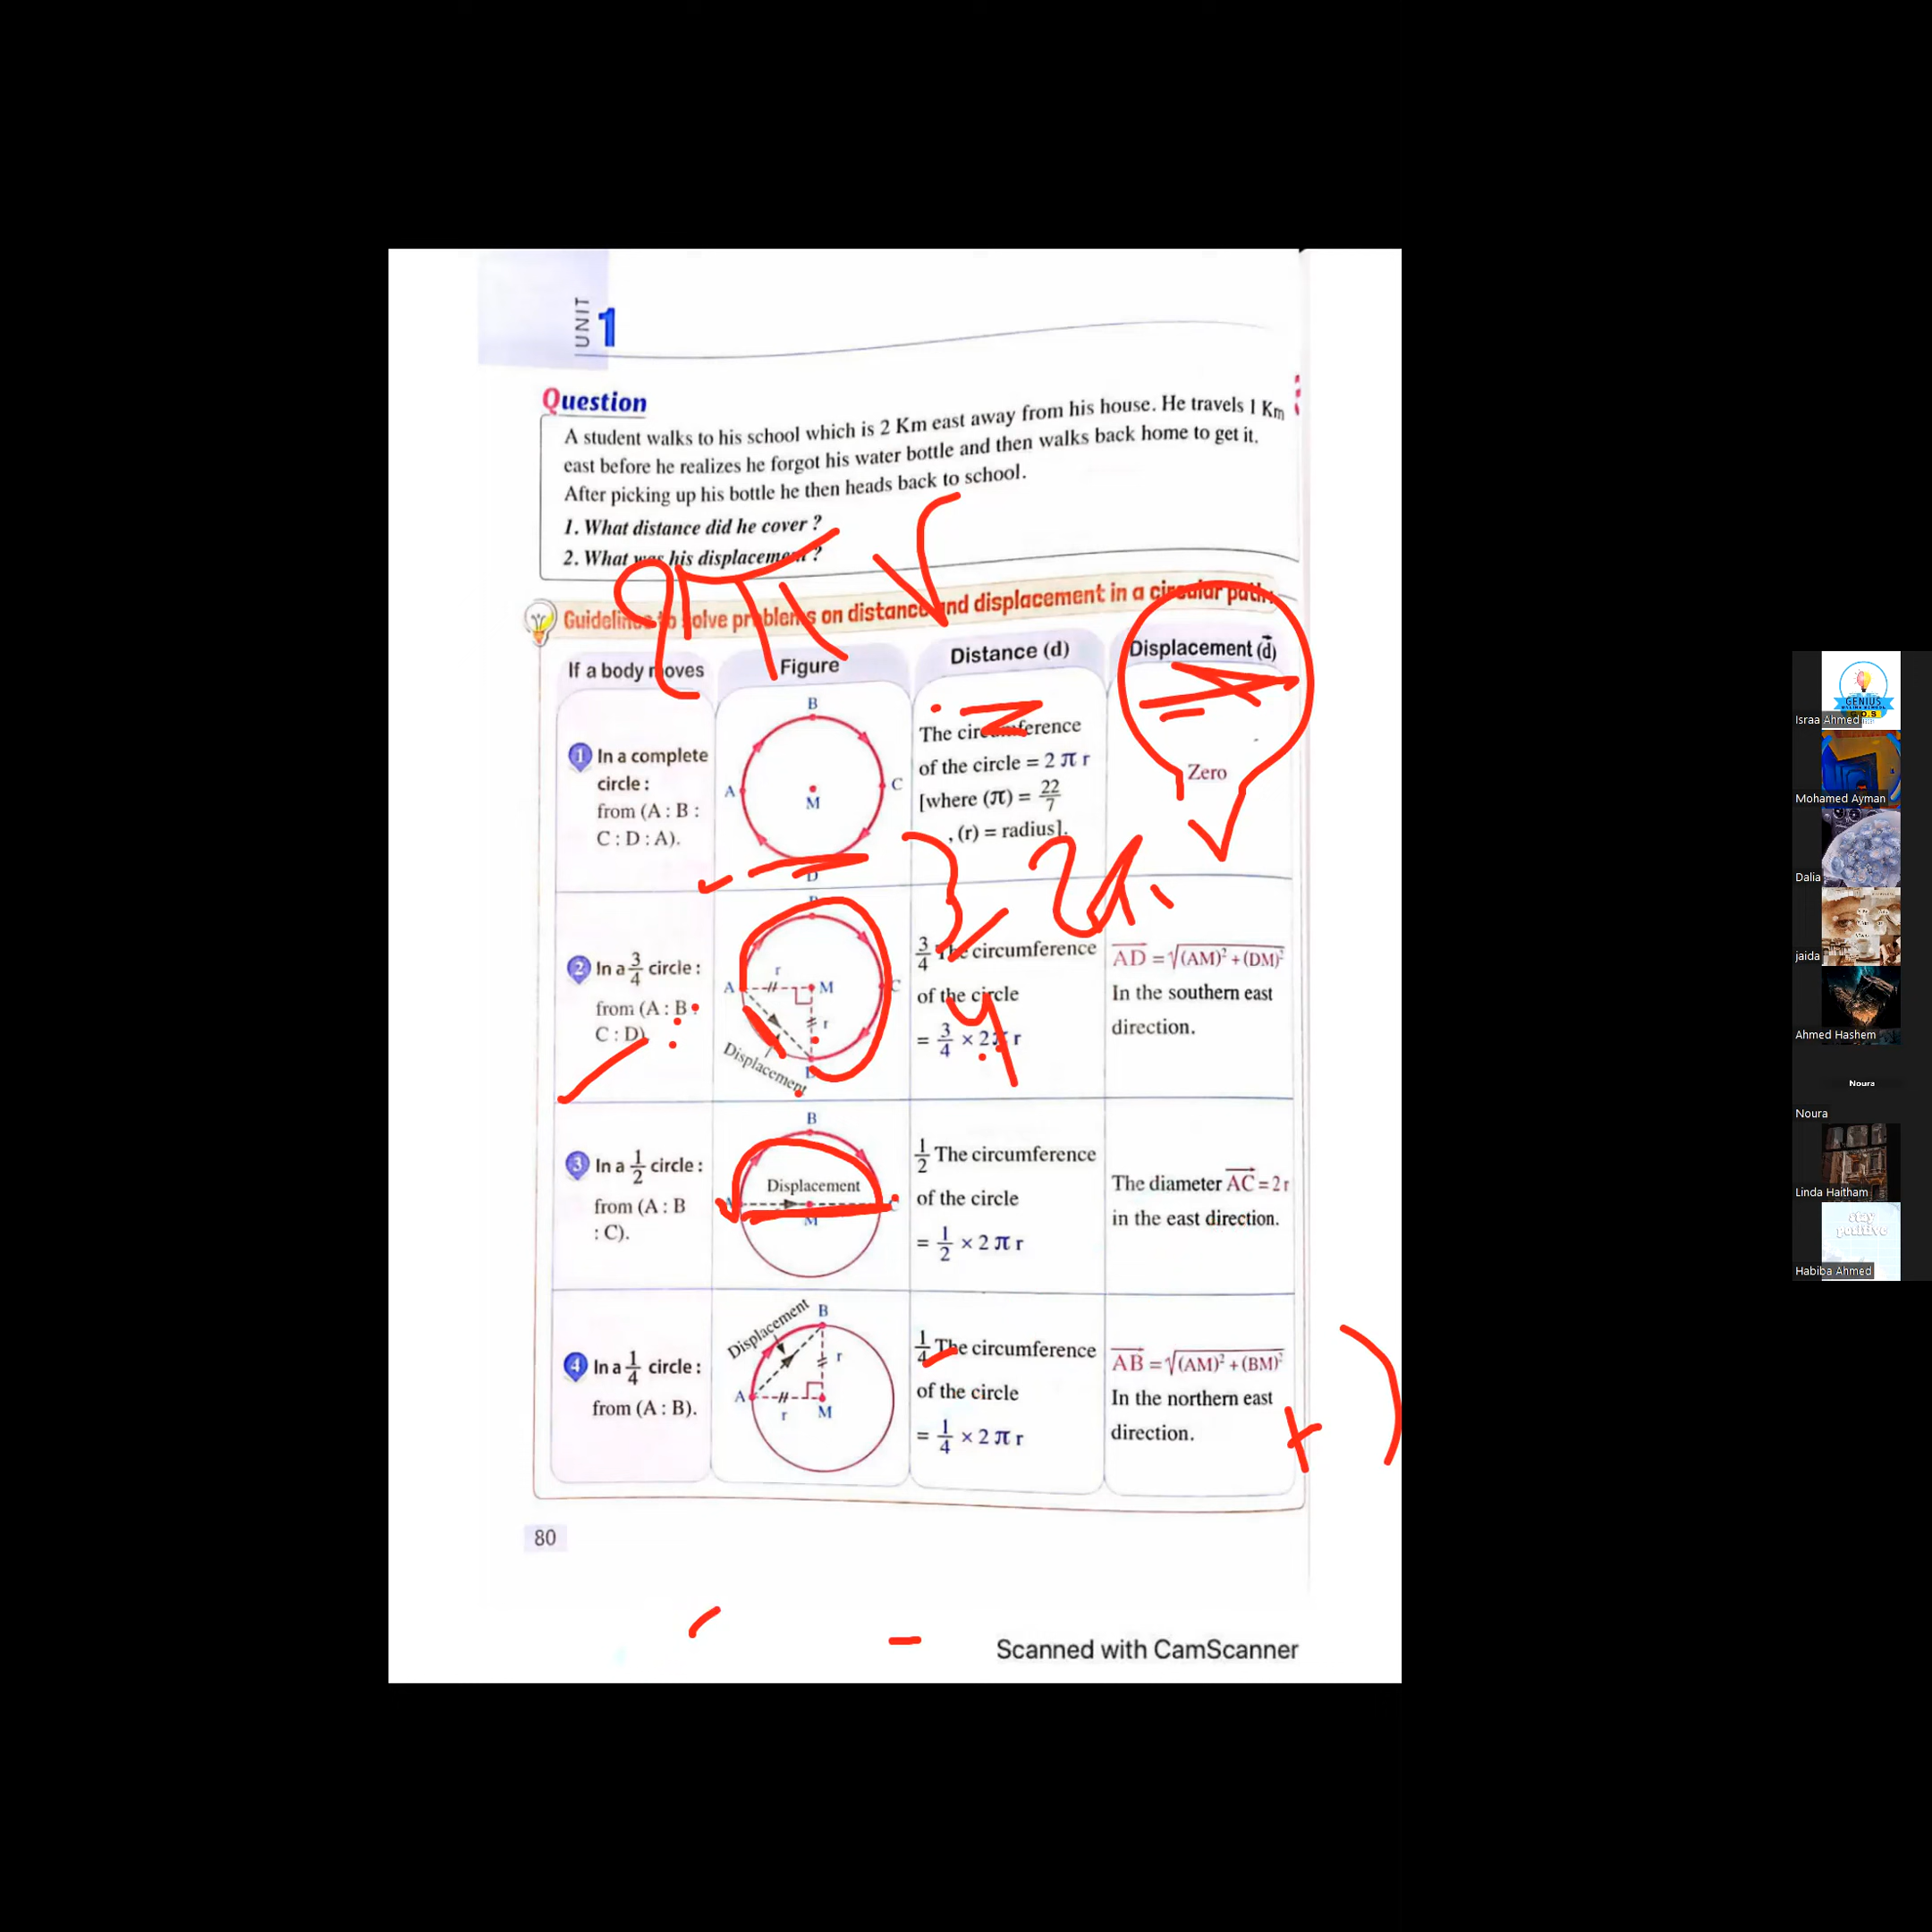 UNIT 1
Question
A student walks to his school which is 2 Km east away from his house. He travels 1 Km
east before he realizes he forgot his water bottle and then walks back home to get it.
After picking up his bottle he then heads back to school.
1. What distance did he cover ?
2. What was his displacement ?
2π r
Guidelines to solve problems on distance and displacement in a circular path:
If a body moves
Figure
Distance (d)
Displacement (d⃗)
1 In a complete
circle :
from (A : B :
C : D : A).
B
A
C
M
D
The circumference
of the circle = 2 π r
[where (π) = 22/7
, (r) = radius].
Zero
2 In a 3/4 circle :
from (A : B :
C : D).
r
A
M
C
r
Displacement
3/4 The circumference
of the circle
= 3/4 × 2π r
AD = √(AM)² + (DM)²
In the southern east
direction.
3 In a 1/2 circle :
from (A : B
: C).
B
Displacement
M
1/2 The circumference
of the circle
= 1/2 × 2 π r
The diameter AC = 2 r
in the east direction.
4 In a 1/4 circle :
from (A : B).
Displacement
B
r
A
r
M
1/4 The circumference
of the circle
= 1/4 × 2 π r
AB = √(AM)² + (BM)²
In the northern east
direction.
80
Scanned with CamScanner
GENIUS
Israa Ahmed
Mohamed Ayman
Dalia
jaida
Ahmed Hashem
Noura
Noura
Linda Haitham
stay
positive
Habiba Ahmed